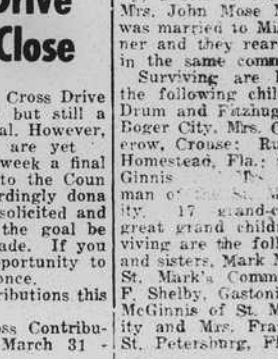 Drive
Close
Cross Drive
but still a
al. However,
are yet
week a final
to the Coun
rdingly dona
solicited and
the goal be
ade. If you
pportunity to
once.
ributions this
ss Contribu-
March 31 -
Mrs. John Mose M
was married to Mi
ner and they rear
in the same comm
Surviving are
the following chil
Drum and Fitzhug
Boger City, Mrs. C
erow, Crouse; Ru
Homestead, Fla.;
Ginnis
man of
ity. 17 grand-c
great grand child
viving are the foll
and sisters, Mark M
St. Mark's Comm
F. Shelby, Gastoni
McGinnis of St. M
ity and Mrs. Fra
St. Petersburg, F